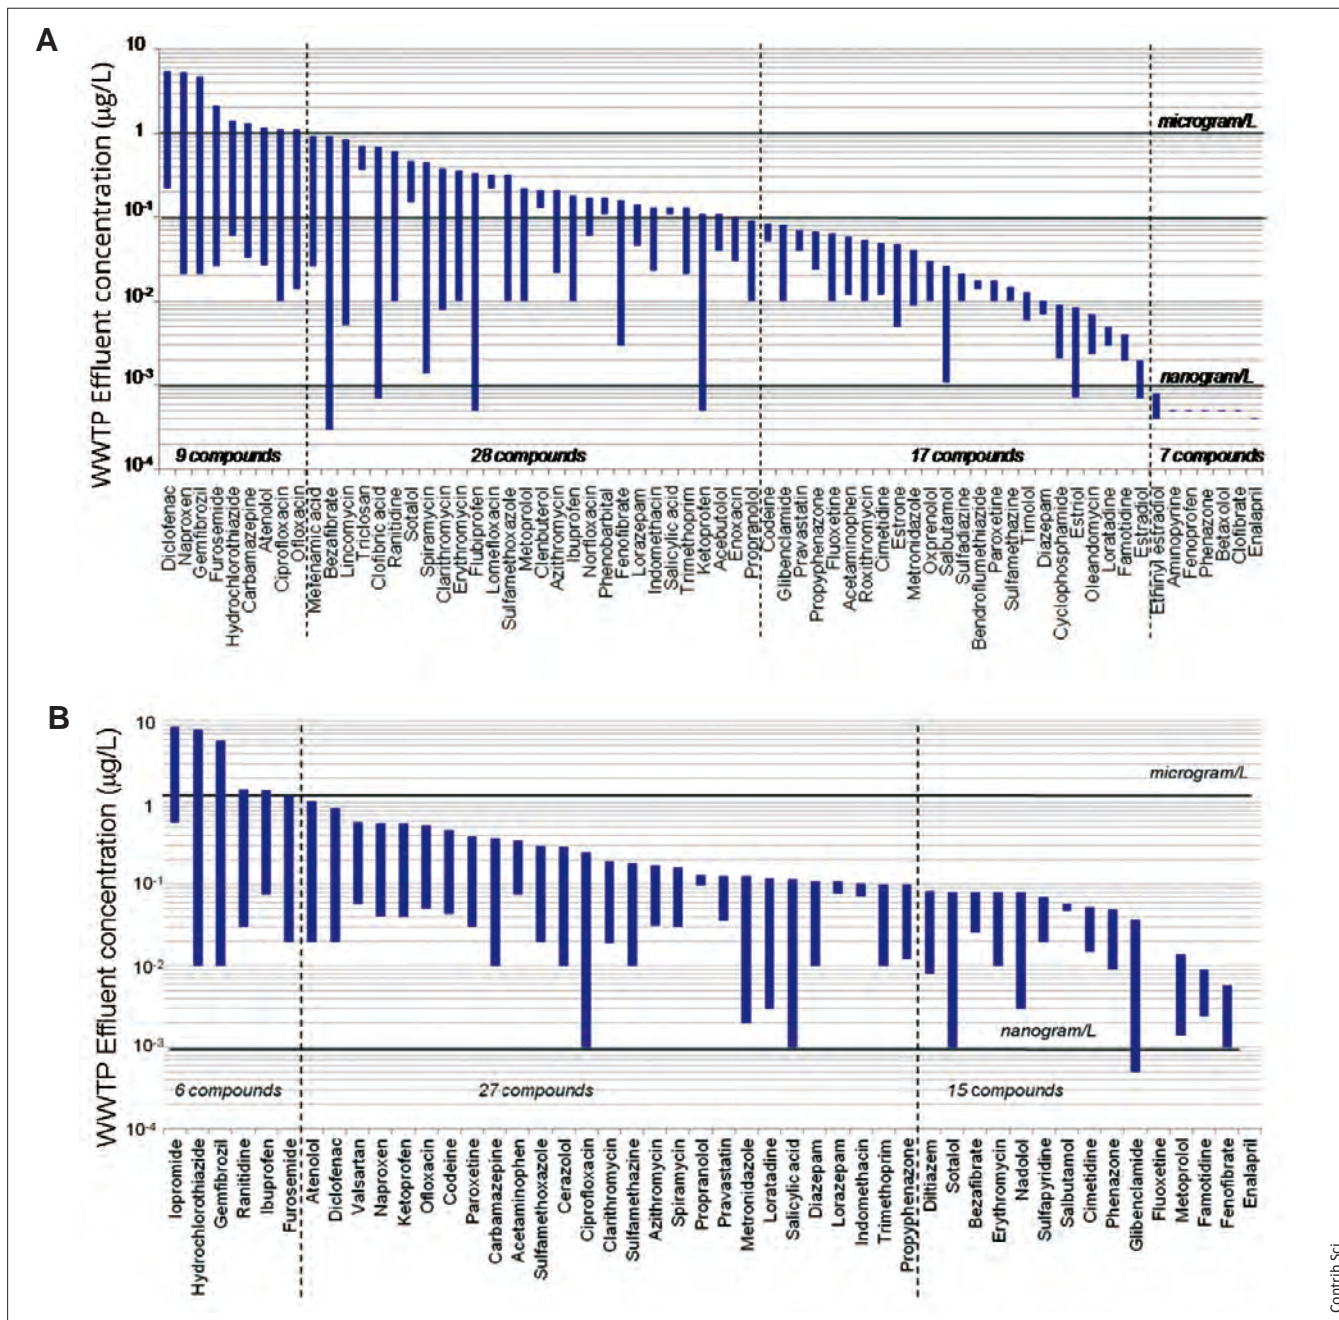 A
WWTP Effluent concentration (µg/L)
10
1
10-1
10-2
10-3
10-4
microgram/L
nanogram/L
9 compounds
28 compounds
17 compounds
7 compounds
Diclofenac
Naproxen
Gemfibrozil
Furosemide
Hydrochlorothiazide
Carbamazepine
Atenolol
Ciprofloxacin
Ofloxacin
Mefenamic acid
Bezafibrate
Lincomycin
Triclosan
Clofibric acid
Ranitidine
Sotalol
Spiramycin
Clarithromycin
Erythromycin
Flubiprofen
Lomefloxacin
Sulfamethoxazole
Metoprolol
Clenbuterol
Azithromycin
Ibuprofen
Norfloxacin
Phenobarbital
Fenofibrate
Lorazepam
Indomethacin
Salicylic acid
Trimethoprim
Ketoprofen
Acebutolol
Enoxacin
Propranolol
Codeine
Glibenclamide
Pravastatin
Propyphenazone
Fluoxetine
Acetaminophen
Roxithromycin
Cimetidine
Estrone
Metronidazole
Oxprenolol
Salbutamol
Sulfadiazine
Bendroflumethiazide
Paroxetine
Sulfamethazine
Timolol
Diazepam
Cyclophosphamide
Estriol
Oleandomycin
Loratadine
Famotidine
Estradiol
Ethinyl estradiol
Aminopyrine
Fenoprofen
Phenazone
Betaxolol
Clofibrate
Enalapril
B
WWTP Effluent concentration (µg/L)
10
1
10-1
10-2
10-3
10-4
microgram/L
nanogram/L
6 compounds
27 compounds
15 compounds
Iopromide
Hydrochlorothiazide
Gemfibrozil
Ranitidine
Ibuprofen
Furosemide
Atenolol
Diclofenac
Valsartan
Naproxen
Ketoprofen
Ofloxacin
Codeine
Paroxetine
Carbamazepine
Acetaminophen
Sulfamethoxazole
Cerazolol
Ciprofloxacin
Clarithromycin
Sulfamethazine
Azithromycin
Spiramycin
Propranolol
Pravastatin
Metronidazole
Loratadine
Salicylic acid
Diazepam
Lorazepam
Indomethacin
Trimethoprim
Propyphenazone
Diltiazem
Sotalol
Bezafibrate
Erythromycin
Nadolol
Sulfapyridine
Salbutamol
Cimetidine
Phenazone
Glibenclamide
Fluoxetine
Metoprolol
Famotidine
Fenofibrate
Enalapril
Contrib Sci